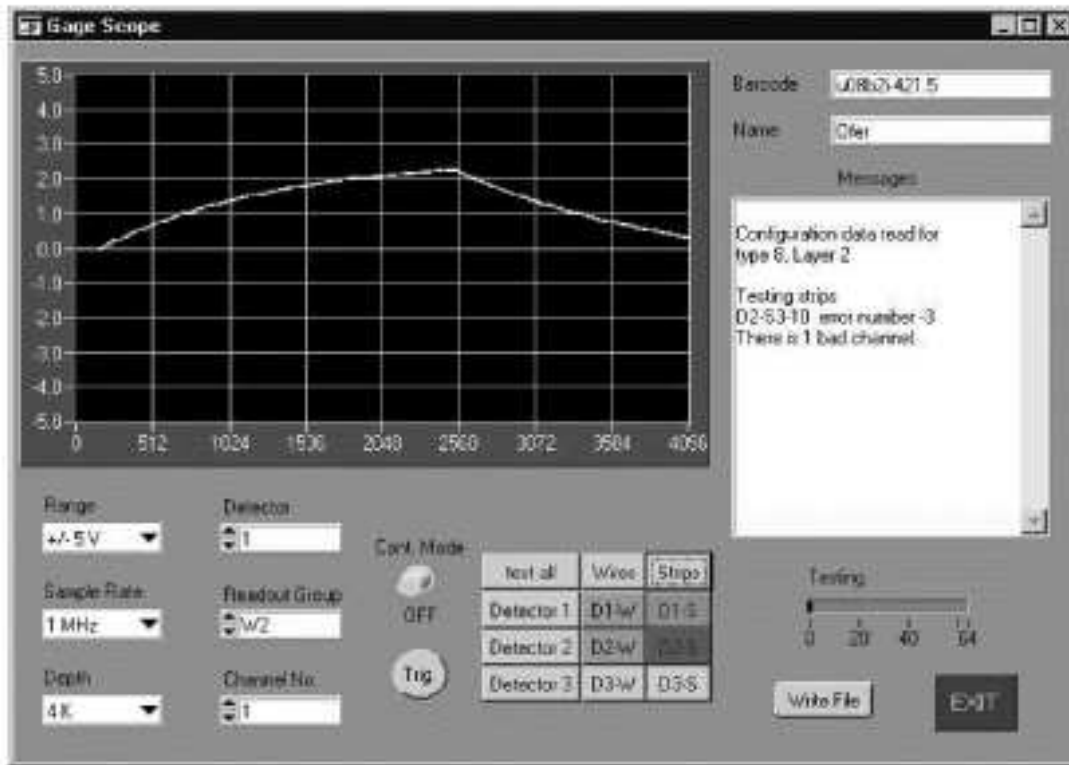 Gage Scope
5.0
4.0
3.0
2.0
1.0
0.0
-1.0
-2.0
-3.0
-4.0
-5.0
0 512 1024 1536 2048 2560 3072 3584 4096
Barcode
Name Ofer
Messages
Configuration data read for
type 8, Layer 2
Testing strips
D2-S3-10 error number -3
There is 1 bad channel
Range
+/- 5 V
Sample Rate
1 MHz
Depth
4 K
Detector
1
Readout Group
W2
Channel No.
1
Cont. Mode
OFF
Trig
test all Wires Strips
Detector 1 D1-W D1-S
Detector 2 D2-W D2-S
Detector 3 D3-W D3-S
Testing
0 20 40 64
Write File
EXIT